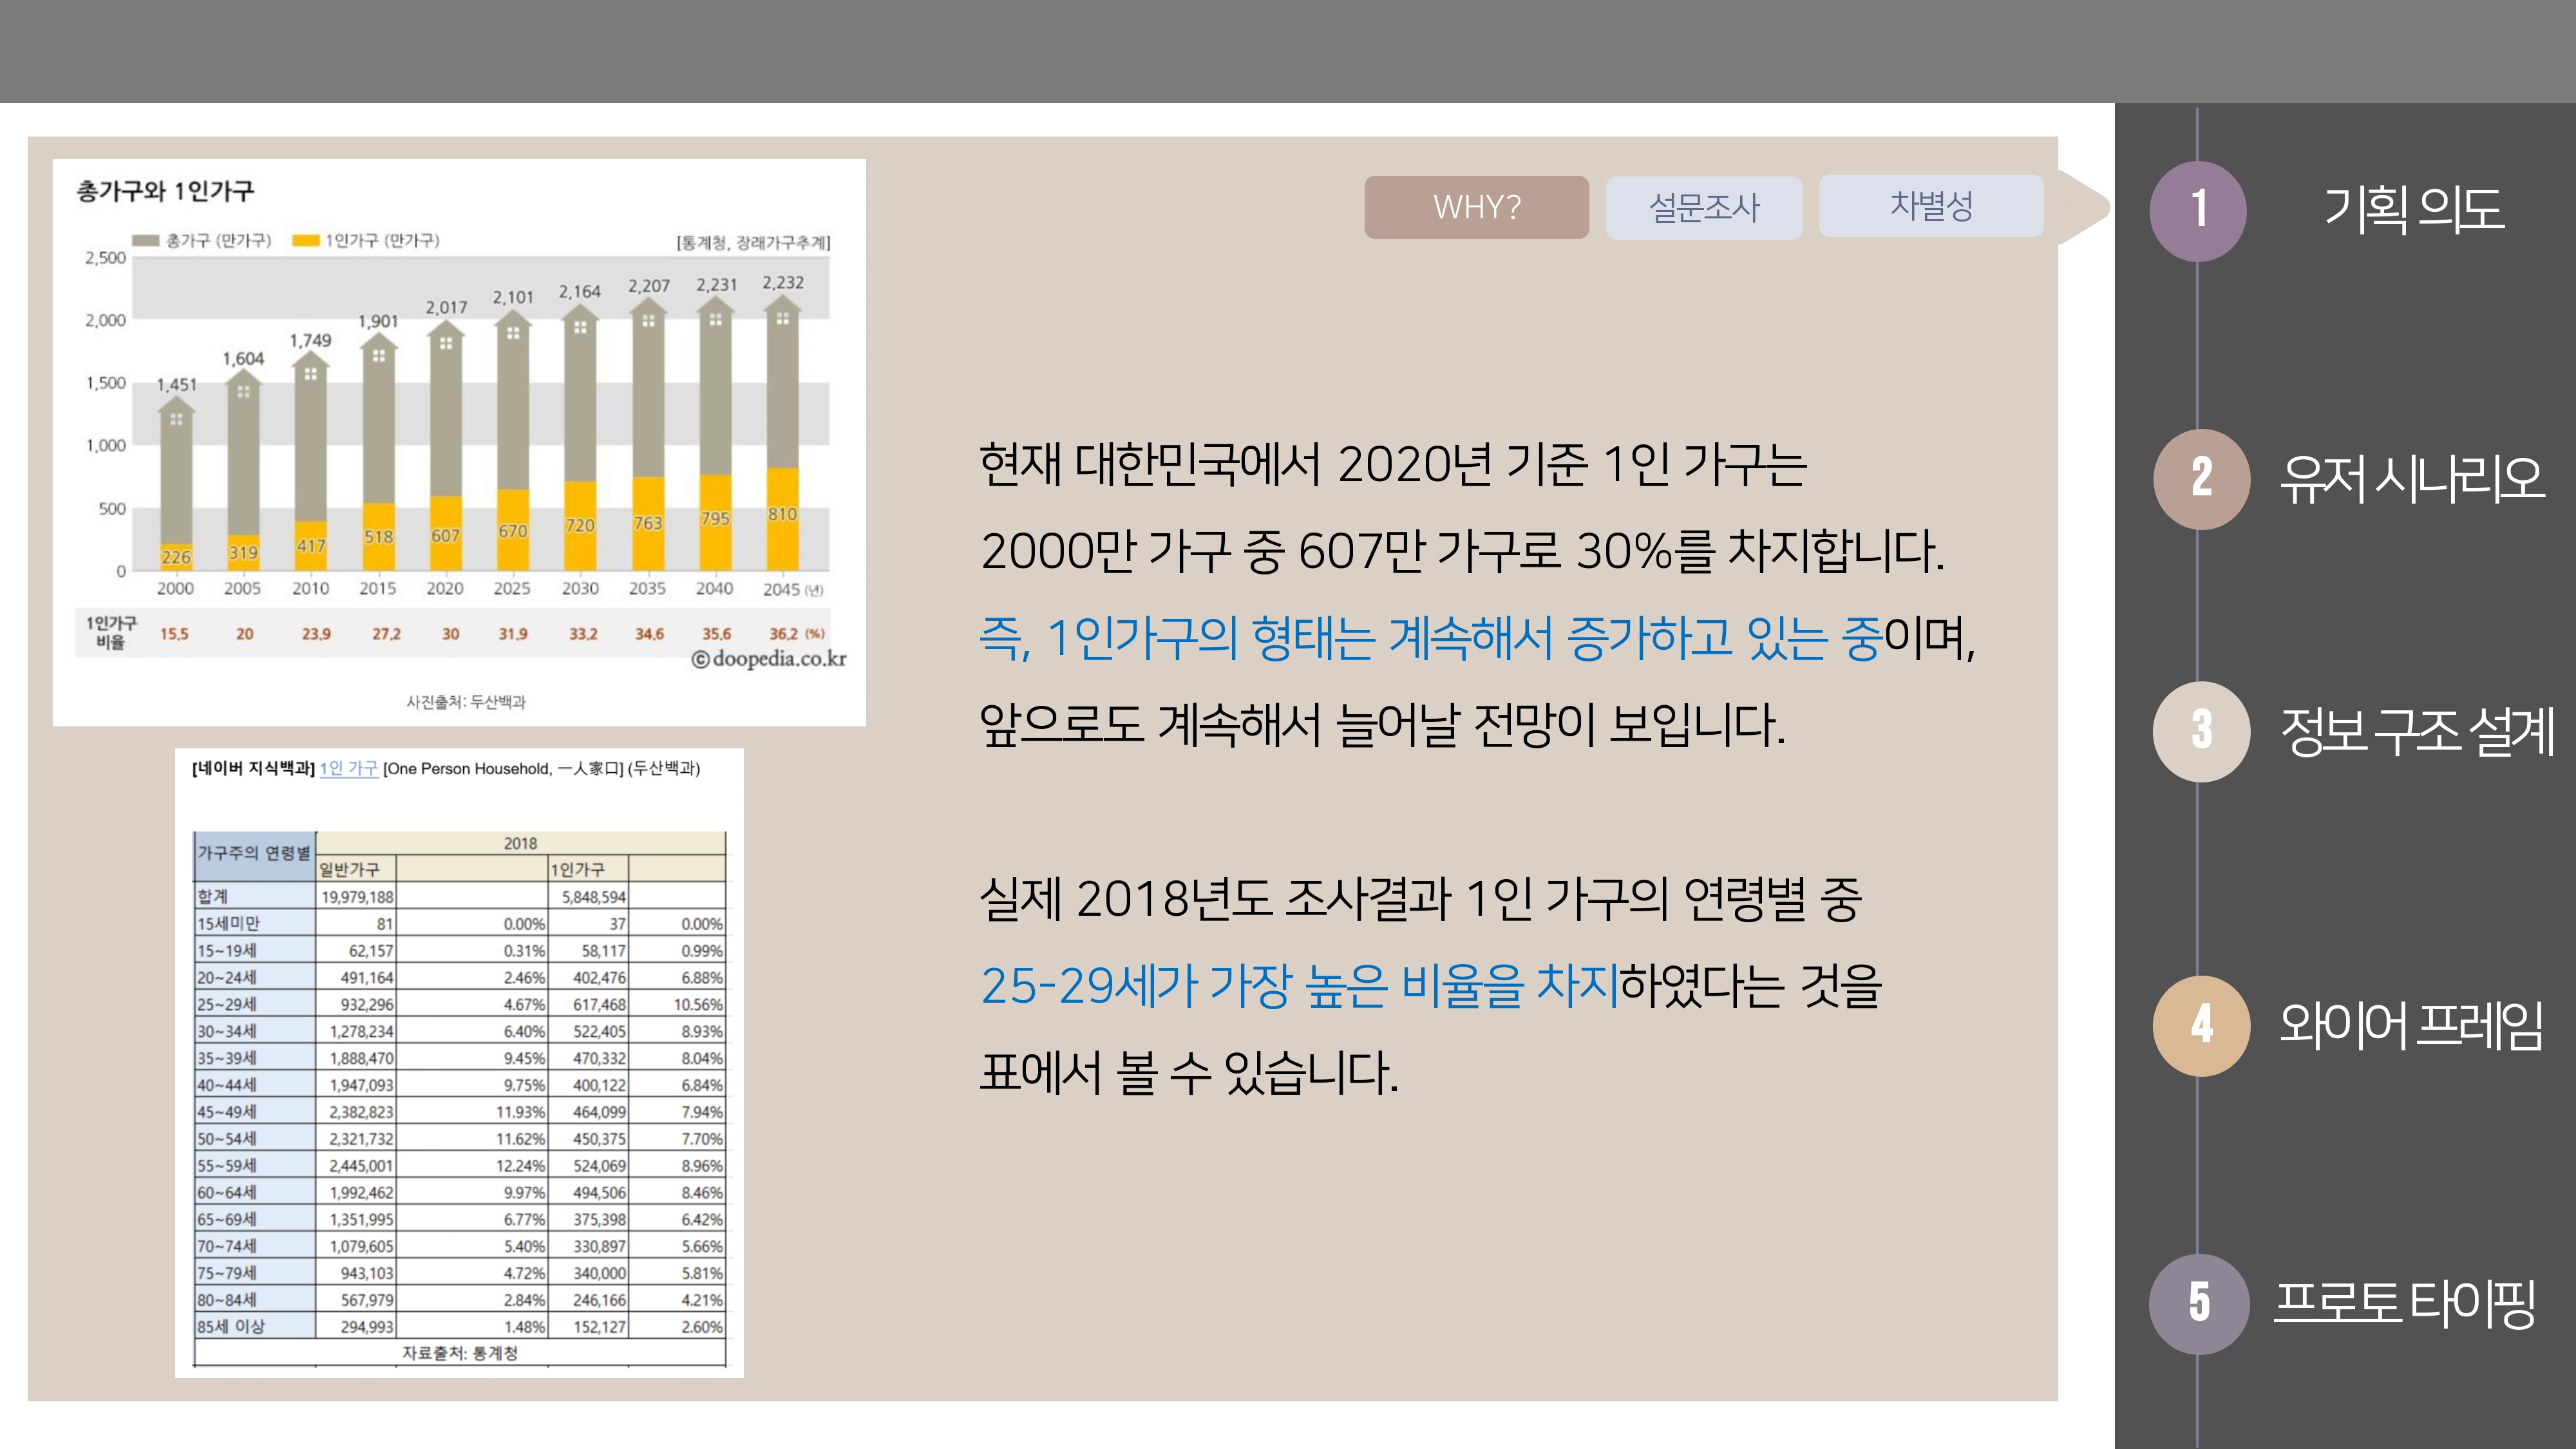 총가구와 1인가구
총가구 (만가구) 1인가구 (만가구) [통계청, 장래가구추계]
2,500
2,000
1,500
1,000
500
0
1,451 1,604 1,749 1,901 2,017 2,101 2,164 2,207 2,231 2,232
226 319 417 518 607 670 720 763 795 810
2000 2005 2010 2015 2020 2025 2030 2035 2040 2045 (년)
1인가구
비율
15.5 20 23.9 27.2 30 31.9 33.2 34.6 35.6 36.2 (%)
©doopedia.co.kr
사진출처: 두산백과
[네이버 지식백과] 1인 가구 [One Person Household, 一人家口] (두산백과)
가구주의 연령별 2018
일반가구 1인가구
합계 19,979,188 5,848,594
15세미만 81 0.00% 37 0.00%
15~19세 62,157 0.31% 58,117 0.99%
20~24세 491,164 2.46% 402,476 6.88%
25~29세 932,296 4.67% 617,468 10.56%
30~34세 1,278,234 6.40% 522,405 8.93%
35~39세 1,888,470 9.45% 470,332 8.04%
40~44세 1,947,093 9.75% 400,122 6.84%
45~49세 2,382,823 11.93% 464,099 7.94%
50~54세 2,321,732 11.62% 450,375 7.70%
55~59세 2,445,001 12.24% 524,069 8.96%
60~64세 1,992,462 9.97% 494,506 8.46%
65~69세 1,351,995 6.77% 375,398 6.42%
70~74세 1,079,605 5.40% 330,897 5.66%
75~79세 943,103 4.72% 340,000 5.81%
80~84세 567,979 2.84% 246,166 4.21%
85세 이상 294,993 1.48% 152,127 2.60%
자료출처: 통계청
WHY? 설문조사 차별성
현재 대한민국에서 2020년 기준 1인 가구는
2000만 가구 중 607만 가구로 30%를 차지합니다.
즉, 1인가구의 형태는 계속해서 증가하고 있는 중이며,
앞으로도 계속해서 늘어날 전망이 보입니다.
실제 2018년도 조사결과 1인 가구의 연령별 중
25-29세가 가장 높은 비율을 차지하였다는 것을
표에서 볼 수 있습니다.
1 기획 의도
2 유저 시나리오
3 정보 구조 설계
4 와이어 프레임
5 프로토 타이핑